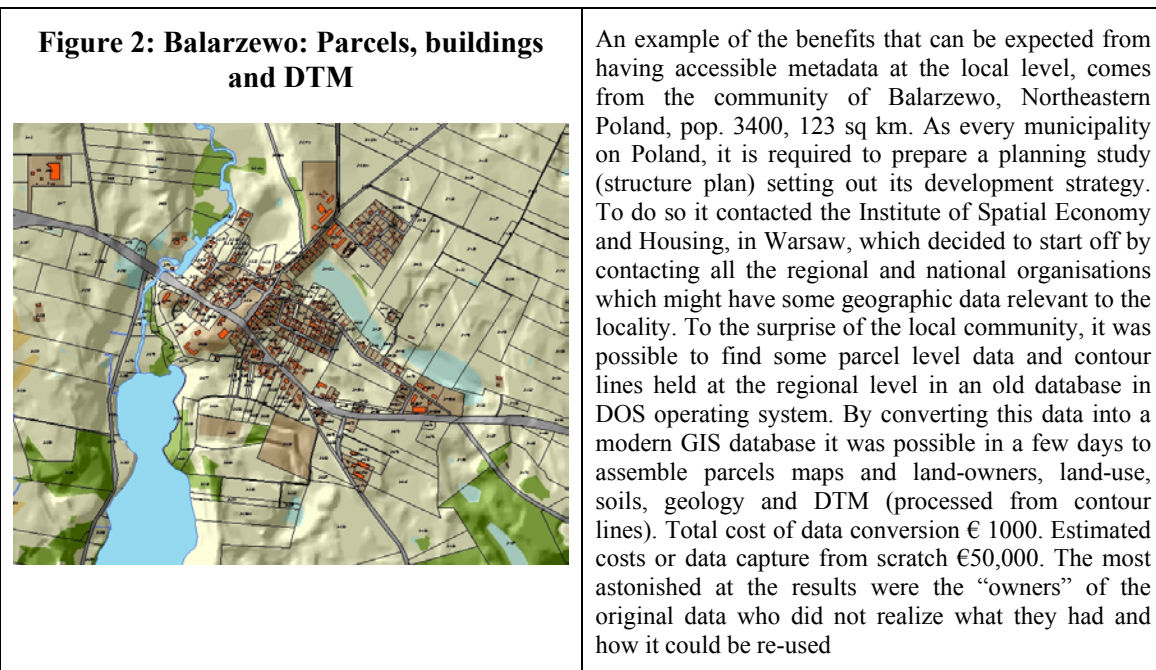 Figure 2: Balarzewo: Parcels, buildings
and DTM
An example of the benefits that can be expected from
having accessible metadata at the local level, comes
from the community of Balarzewo, Northeastern
Poland, pop. 3400, 123 sq km. As every municipality
on Poland, it is required to prepare a planning study
(structure plan) setting out its development strategy.
To do so it contacted the Institute of Spatial Economy
and Housing, in Warsaw, which decided to start off by
contacting all the regional and national organisations
which might have some geographic data relevant to the
locality. To the surprise of the local community, it was
possible to find some parcel level data and contour
lines held at the regional level in an old database in
DOS operating system. By converting this data into a
modern GIS database it was possible in a few days to
assemble parcels maps and land-owners, land-use,
soils, geology and DTM (processed from contour
lines). Total cost of data conversion € 1000. Estimated
costs or data capture from scratch €50,000. The most
astonished at the results were the “owners” of the
original data who did not realize what they had and
how it could be re-used